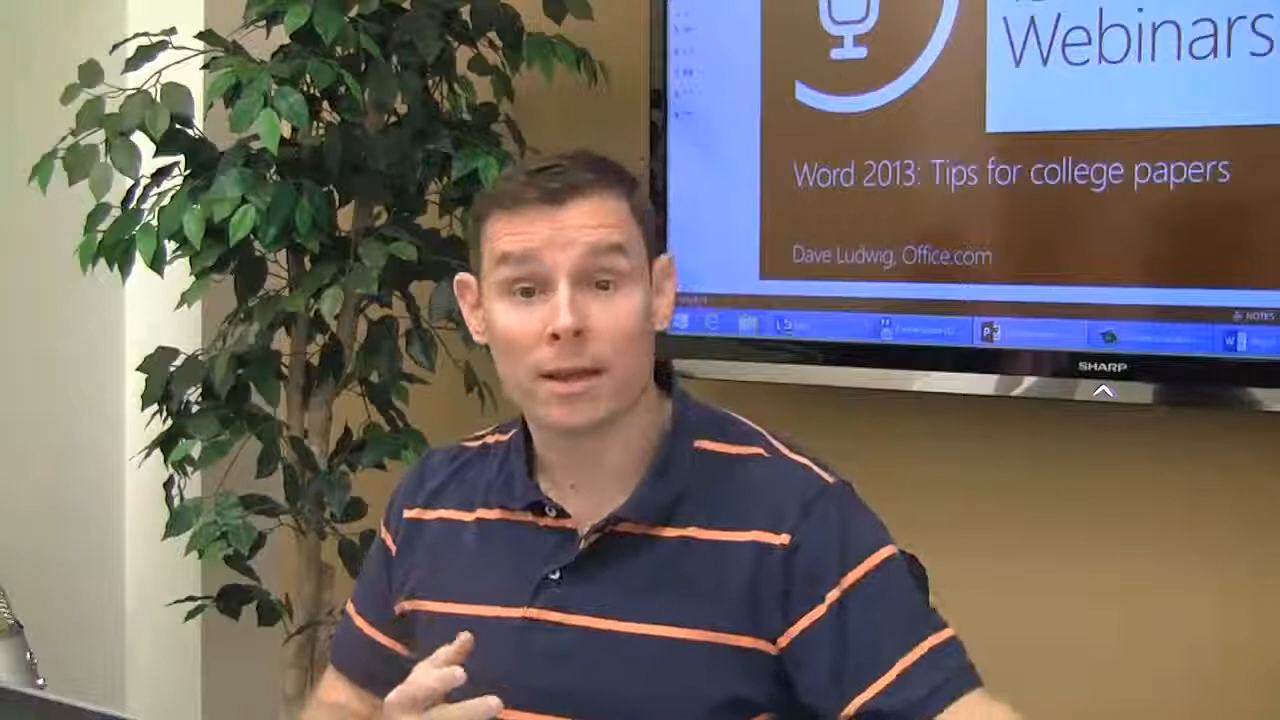 Webinars
Word 2013: Tips for college papers
Dave Ludwig, Office.com
NOTES
SHARP